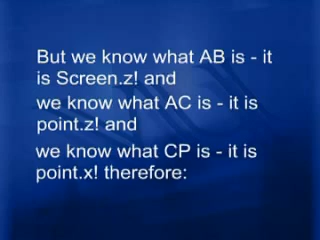 But we know what AB is - it
is Screen.z! and
we know what AC is - it is
point.z! and
we know what CP is - it is
point.x! therefore: